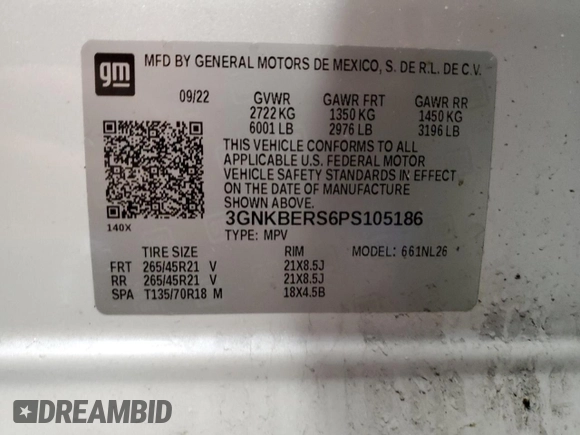 gm MFD BY GENERAL MOTORS DE MEXICO, S. DE R.L. DE C.V.
09/22 GVWR GAWR FRT GAWR RR
2722 KG 1350 KG 1450 KG
6001 LB 2976 LB 3196 LB
THIS VEHICLE CONFORMS TO ALL
APPLICABLE U.S. FEDERAL MOTOR
VEHICLE SAFETY STANDARDS IN EFFECT
ON THE DATE OF MANUFACTURE
SHOWN ABOVE.
140X 3GNKBERS6PS105186
TYPE: MPV MODEL: 661NL26
TIRE SIZE RIM
FRT 265/45R21 V 21X8.5J
RR 265/45R21 V 21X8.5J
SPA T135/70R18 M 18X4.5B
DREAMBID